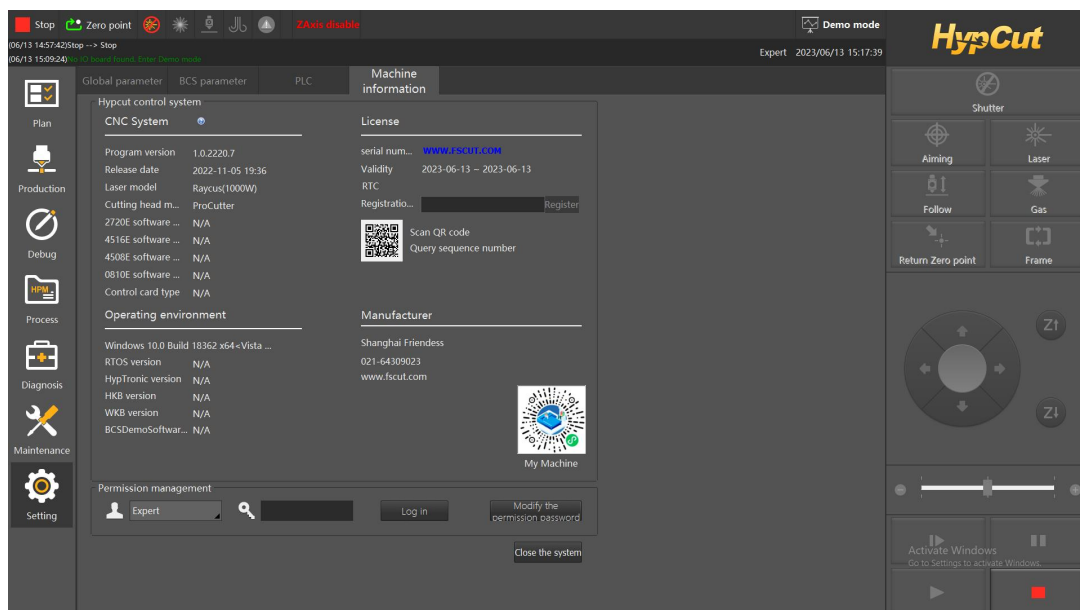 Stop Zero point ZAxis disable Demo mode
(06/13 14:57:42)Stop --> Stop
(06/13 15:09:24)No IO board found, Enter Demo mode
Expert 2023/06/13 15:17:39
HypCut
Global parameter BCS parameter PLC Machine information
Plan
Production
Debug
HPM
Process
Diagnosis
Maintenance
Setting
Hypcut control system
CNC System
Program version 1.0.2220.7
Release date 2022-11-05 19:36
Laser model Raycus(1000W)
Cutting head m... ProCutter
2720E software ... N/A
4516E software ... N/A
4508E software ... N/A
0810E software ... N/A
Control card type N/A
License
serial num... WWW.FSCUT.COM
Validity 2023-06-13 -- 2023-06-13
RTC
Registratio... Register
Scan QR code
Query sequence number
Operating environment
Windows 10.0 Build 18362 x64<Vista ...
RTOS version N/A
HypTronic version N/A
HKB version N/A
WKB version N/A
BCSDemoSoftwar... N/A
Manufacturer
Shanghai Friendess
021-64309023
www.fscut.com
My Machine
Permission management
Expert Log in Modify the
permission password
Close the system
Shutter
Aiming Laser
Follow Gas
Return Zero point Frame
Z↑
Z↓
Activate Windows
Go to Settings to activate Windows.